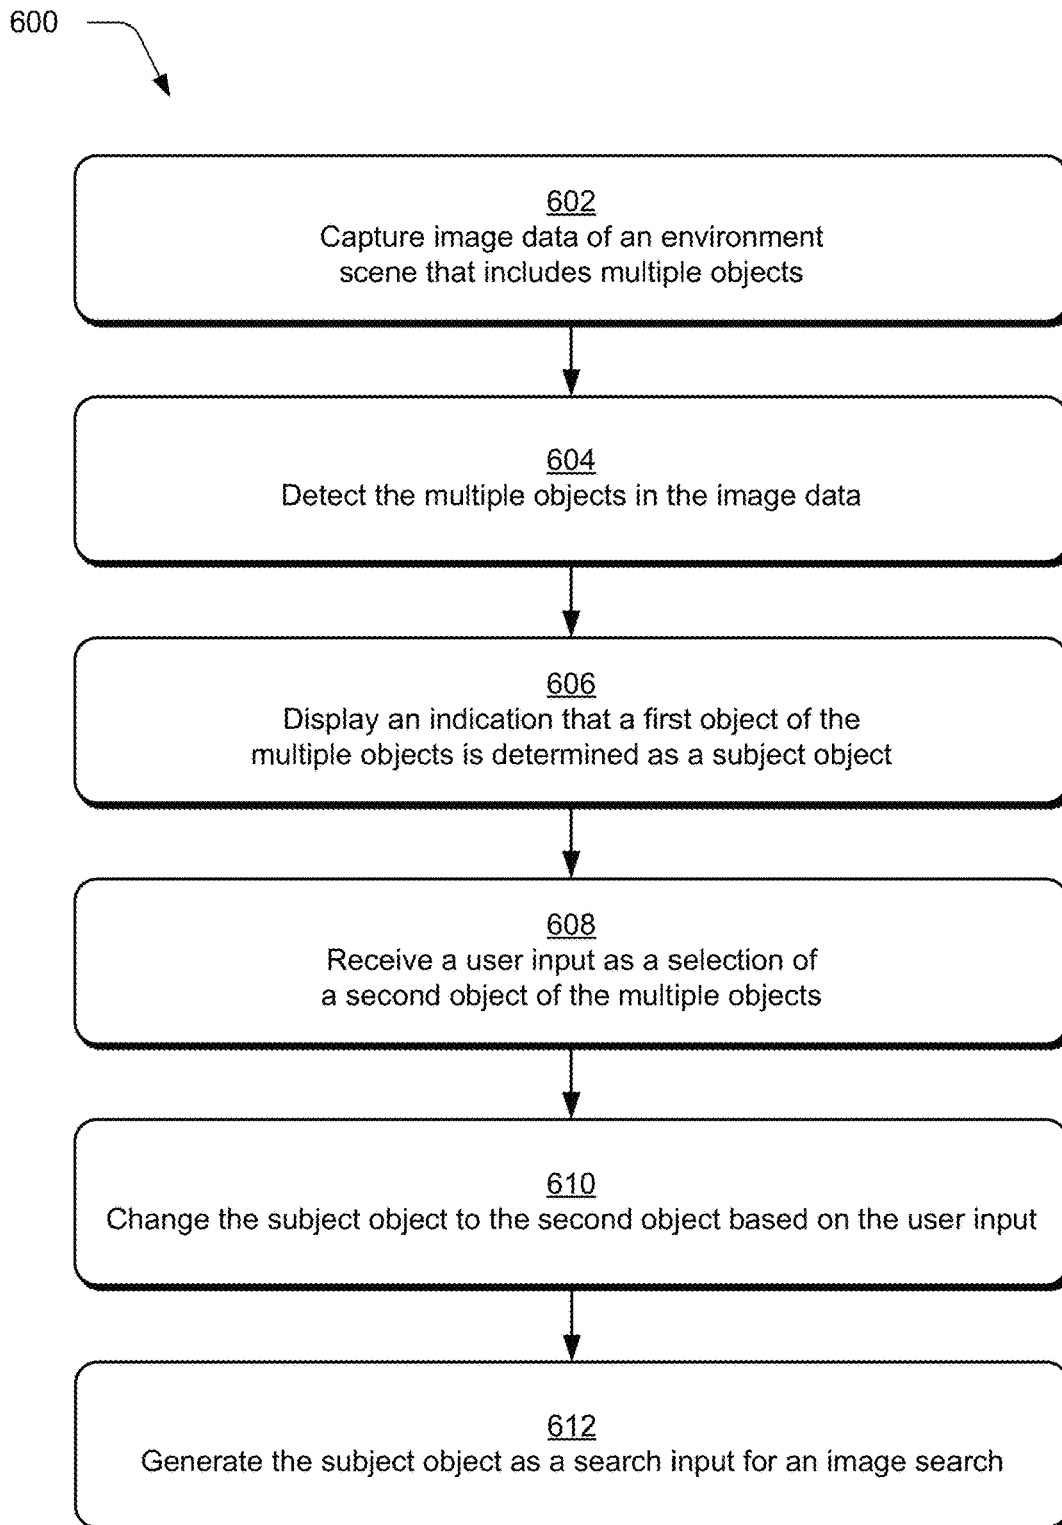 600
602
Capture image data of an environment
scene that includes multiple objects
604
Detect the multiple objects in the image data
606
Display an indication that a first object of the
multiple objects is determined as a subject object
608
Receive a user input as a selection of
a second object of the multiple objects
610
Change the subject object to the second object based on the user input
612
Generate the subject object as a search input for an image search